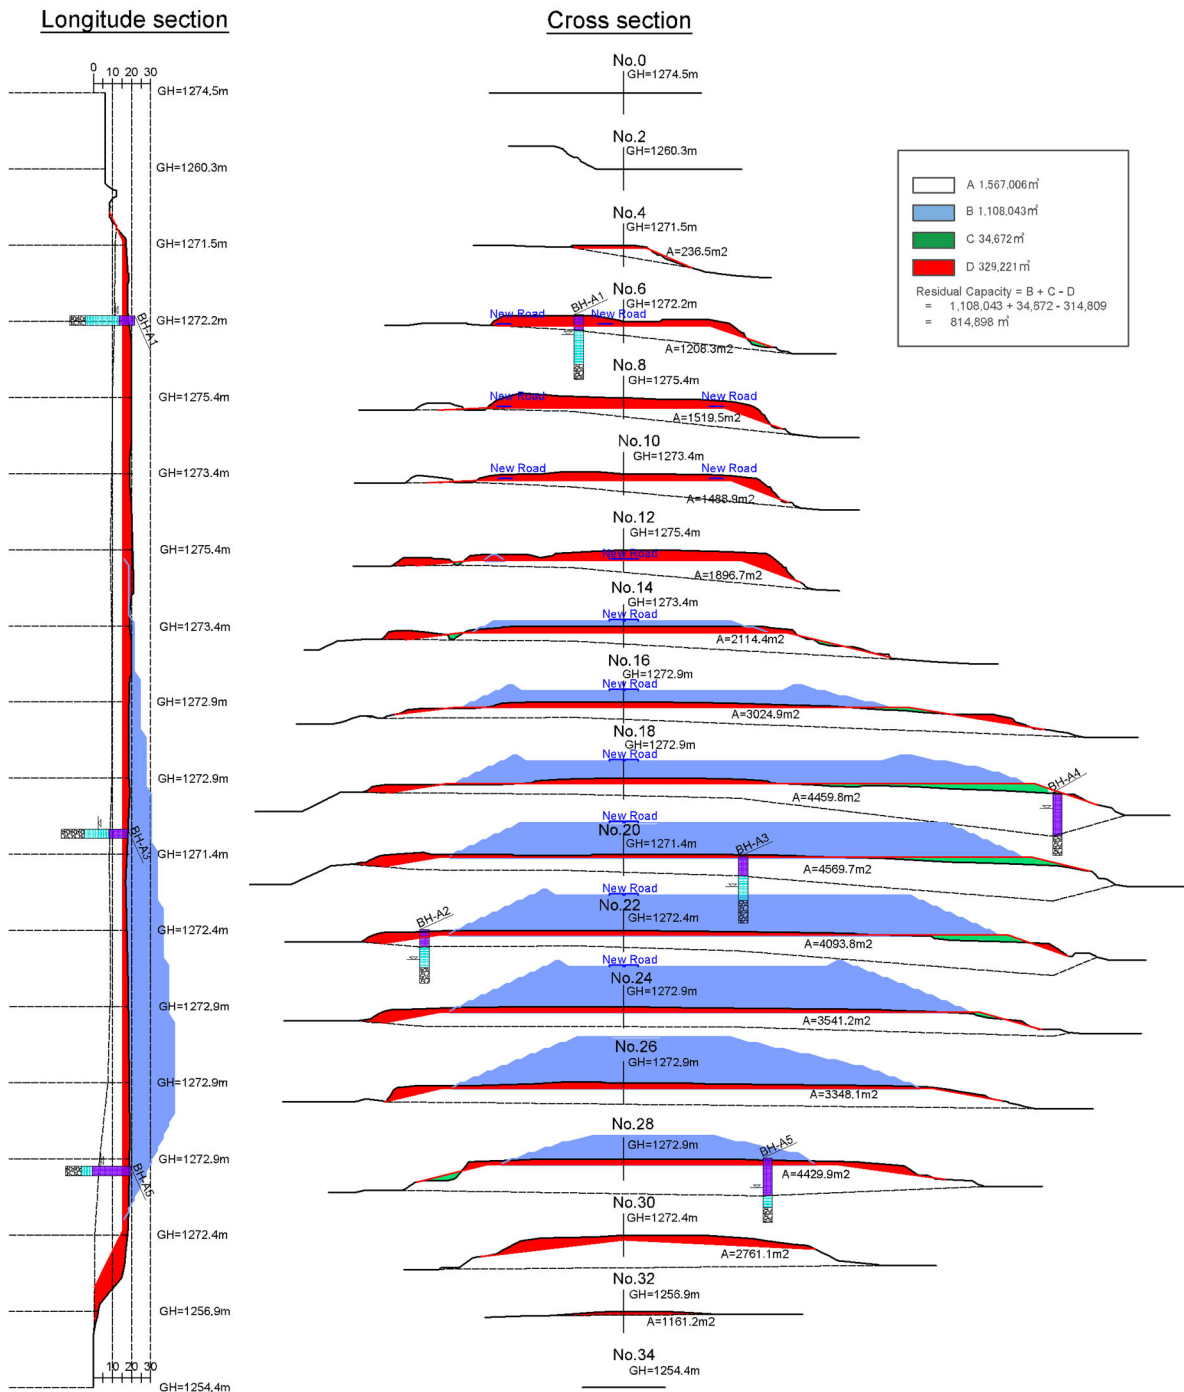 Longitude section
Cross section
0 10 20 30
GH=1274.5m
GH=1260.3m
GH=1271.5m
GH=1272.2m
BH-A1
GH=1275.4m
GH=1273.4m
GH=1275.4m
GH=1273.4m
GH=1272.9m
GH=1272.9m
BH-A3
GH=1271.4m
GH=1272.4m
GH=1272.9m
GH=1272.9m
GH=1272.9m
BH-A5
GH=1272.4m
GH=1256.9m
10 20 30
GH=1254.4m
No.0
GH=1274.5m
No.2
GH=1260.3m
No.4
GH=1271.5m
A=236.5m2
No.6
BH-A1
GH=1272.2m
New Road
New Road
A=1208.3m2
No.8
GH=1275.4m
New Road
New Road
A=1519.5m2
No.10
GH=1273.4m
New Road
New Road
A=1488.9m2
No.12
GH=1275.4m
New Road
A=1896.7m2
No.14
GH=1273.4m
New Road
A=2114.4m2
No.16
GH=1272.9m
New Road
A=3024.9m2
No.18
GH=1272.9m
New Road
BH-A4
A=4459.8m2
New Road
No.20
GH=1271.4m
BH-A3
A=4569.7m2
New Road
No.22
GH=1272.4m
BH-A2
A=4093.8m2
New Road
No.24
GH=1272.9m
A=3541.2m2
No.26
GH=1272.9m
A=3348.1m2
No.28
GH=1272.9m
BH-A5
A=4429.9m2
No.30
GH=1272.4m
A=2761.1m2
No.32
GH=1256.9m
A=1161.2m2
No.34
GH=1254.4m
A 1,567,006㎥
B 1,108,043㎥
C 34,672㎥
D 329,221㎥
Residual Capacity = B + C - D
= 1,108,043 + 34,672 - 314,809
= 814,898 ㎥